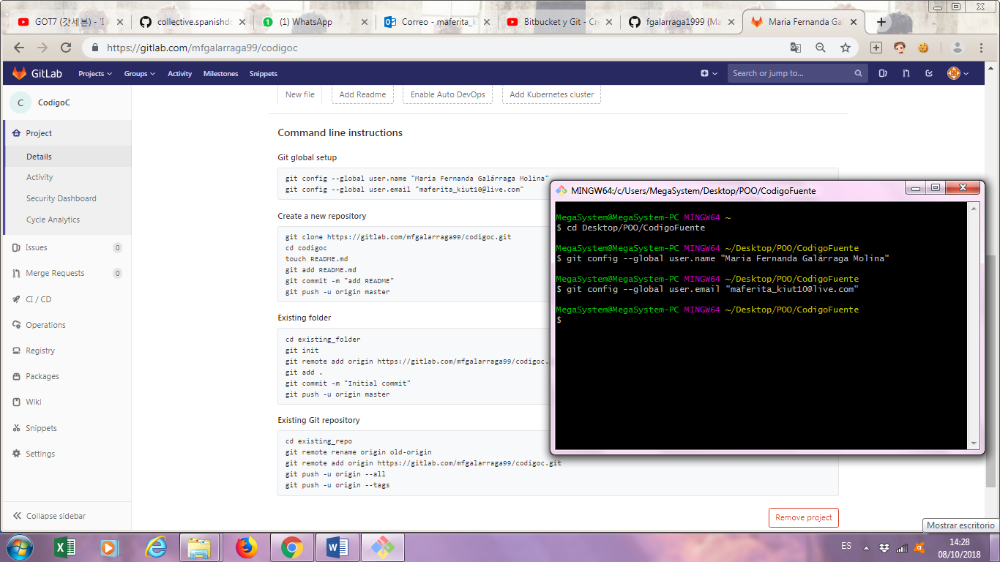 GOT7 (갓세븐) - 'I A
collective.spanishdo
(1) WhatsApp
Correo - maferita_k
Bitbucket y Git - Cr
fgalarraga1999 (Ma
Maria Fernanda Gal
https://gitlab.com/mfgalarraga99/codigoc
GitLab Projects Groups Activity Milestones Snippets Search or jump to...
C CodigoC
Project
Details
Activity
Security Dashboard
Cycle Analytics
Issues 0
Merge Requests 0
CI / CD
Operations
Registry
Packages
Wiki
Snippets
Settings
Collapse sidebar
New file Add Readme Enable Auto DevOps Add Kubernetes cluster
Command line instructions
Git global setup
git config --global user.name "Maria Fernanda Galárraga Molina"
git config --global user.email "maferita_kiut10@live.com"
Create a new repository
git clone https://gitlab.com/mfgalarraga99/codigoc.git
cd codigoc
touch README.md
git add README.md
git commit -m "add README"
git push -u origin master
Existing folder
cd existing_folder
git init
git remote add origin https://gitlab.com/mfgalarraga99/codigoc.
git add .
git commit -m "Initial commit"
git push -u origin master
Existing Git repository
cd existing_repo
git remote rename origin old-origin
git remote add origin https://gitlab.com/mfgalarraga99/codigoc.git
git push -u origin --all
git push -u origin --tags
Remove project
MINGW64:/c/Users/MegaSystem/Desktop/POO/CodigoFuente
MegaSystem@MegaSystem-PC MINGW64 ~
$ cd Desktop/POO/CodigoFuente
MegaSystem@MegaSystem-PC MINGW64 ~/Desktop/POO/CodigoFuente
$ git config --global user.name "Maria Fernanda Galárraga Molina"
MegaSystem@MegaSystem-PC MINGW64 ~/Desktop/POO/CodigoFuente
$ git config --global user.email "maferita_kiut10@live.com"
MegaSystem@MegaSystem-PC MINGW64 ~/Desktop/POO/CodigoFuente
$
Mostrar escritorio
ES
14:28
08/10/2018